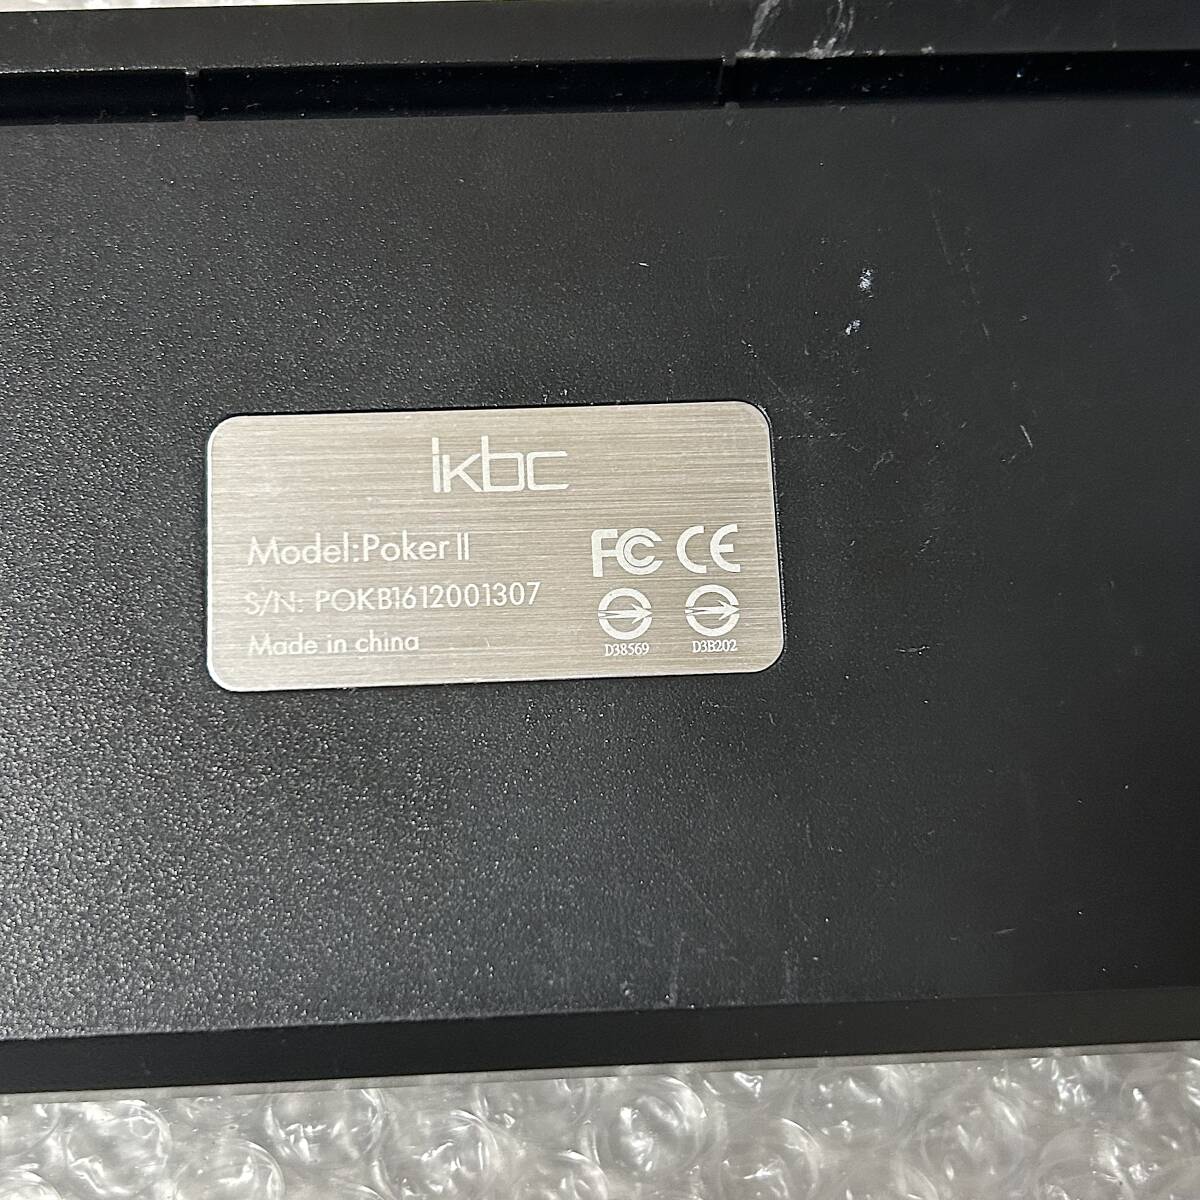 ikbc
Model:Poker II
S/N: POKB1612001307
Made in china
FC CE
D38569 D3B202